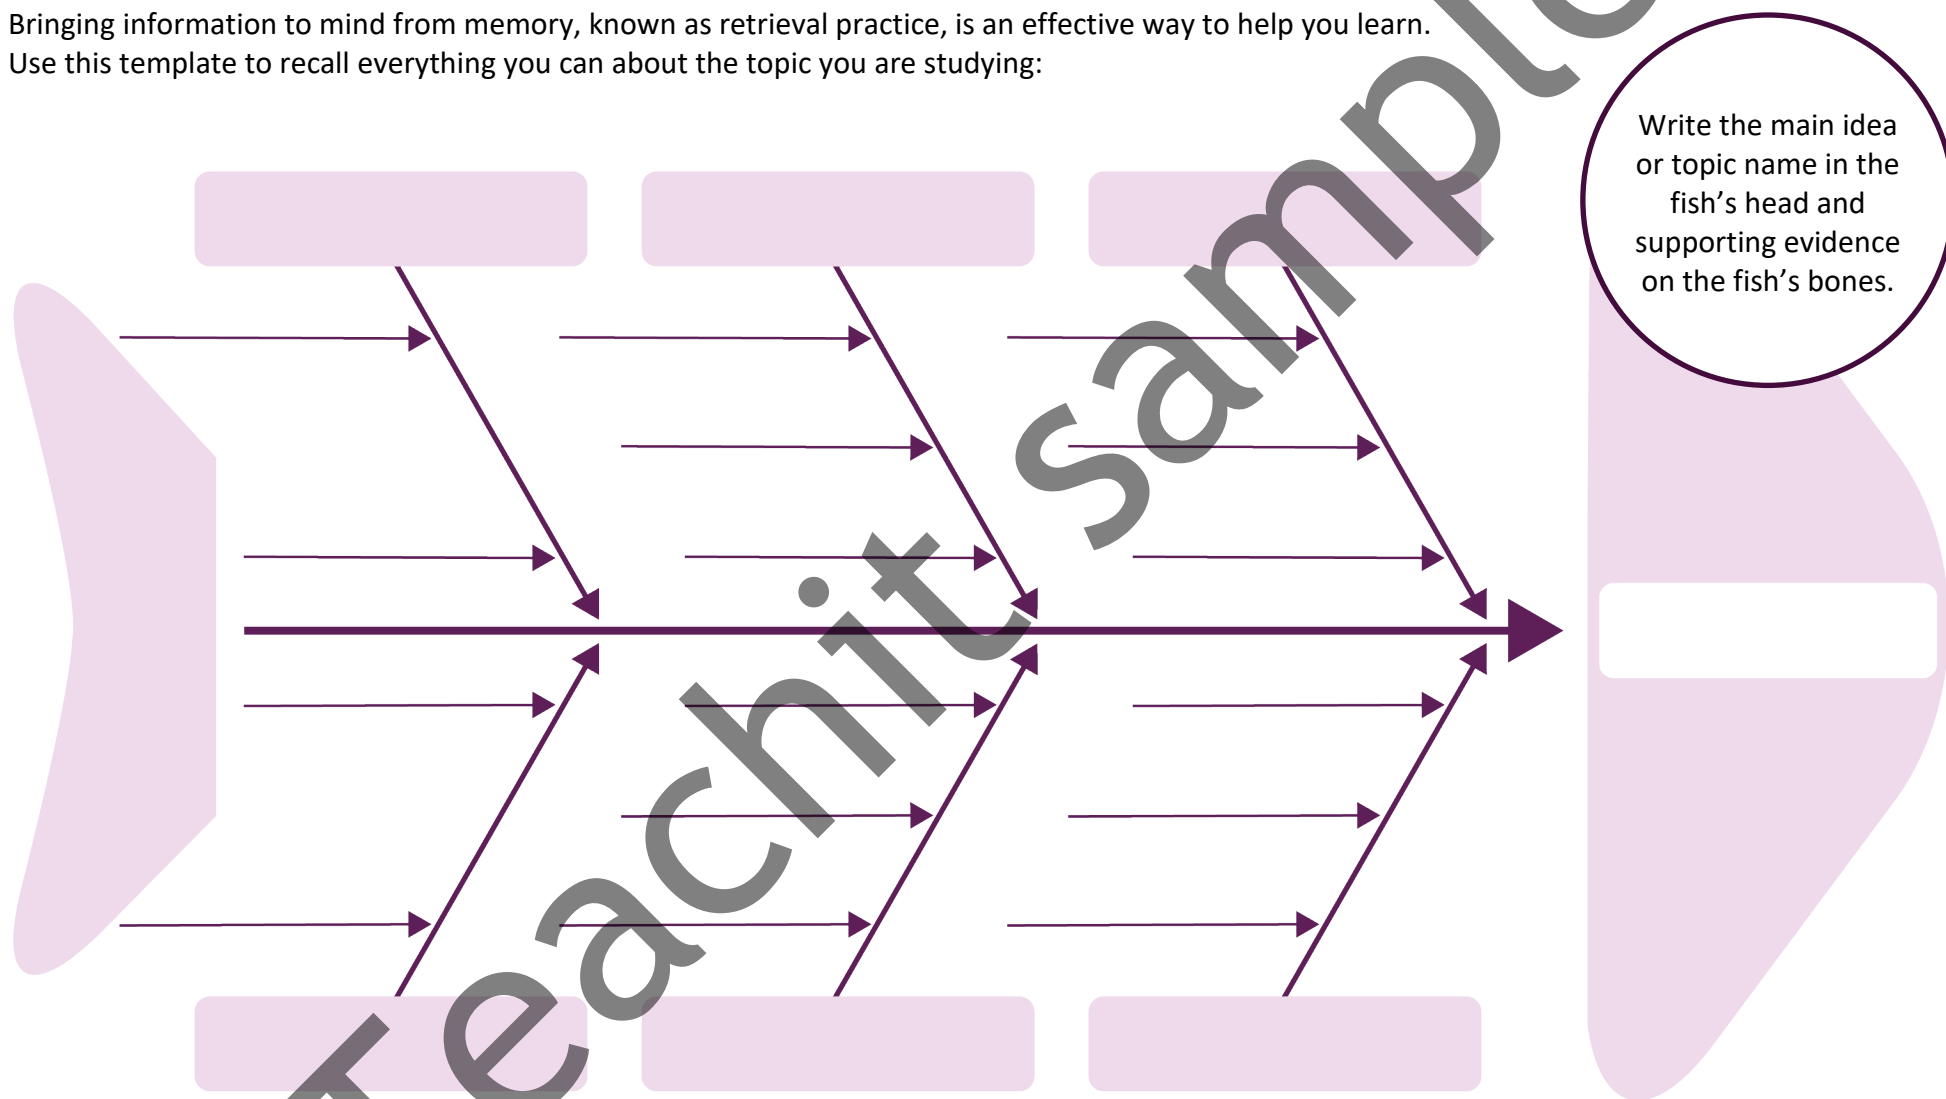 Bringing information to mind from memory, known as retrieval practice, is an effective way to help you learn.
Use this template to recall everything you can about the topic you are studying:
Write the main idea
or topic name in the
fish’s head and
supporting evidence
on the fish’s bones.
Teachit sample